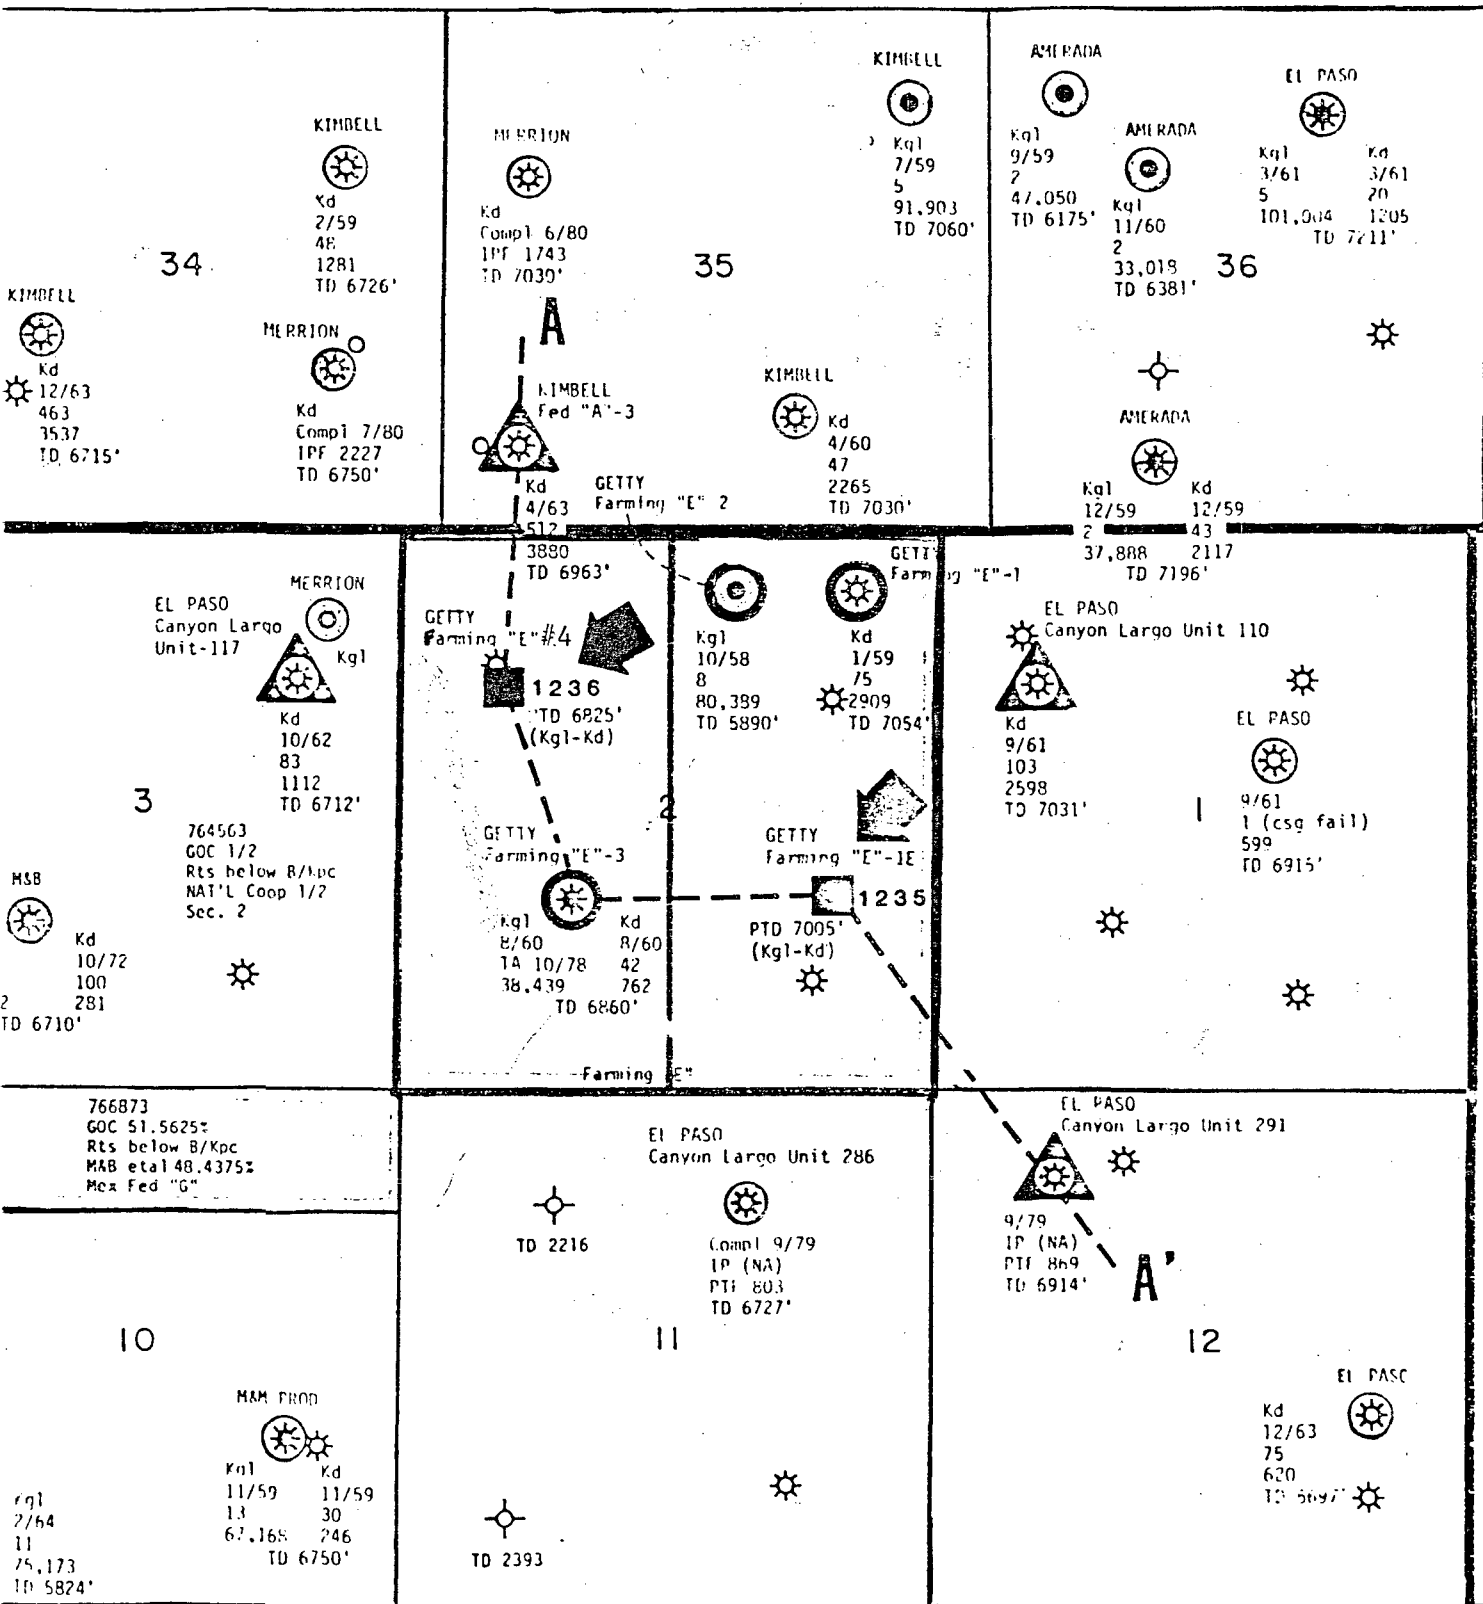 KIMBELL
Kd
2/59
48
1281
TD 6726'
34
KIMBELL
Kd
12/63
463
3537
TD 6715'
MERRION
Kd
Compl 7/80
IPF 2227
TD 6750'
MERRION
Kd
Compl 6/80
IPF 1743
TD 7039'
35
KIMBELL
Kgl
7/59
5
91,903
TD 7060'
A
KIMBELL
Fed "A"-3
Kd
4/63
512
3880
TD 6963'
KIMBELL
Kd
4/60
47
2265
TD 7030'
AMERADA
Kgl
9/59
2
47,050
TD 6175'
AMERADA
Kgl
11/60
2
33,018
TD 6381'
EL PASO
Kgl Kd
3/61 3/61
5 20
101,004 1205
TD 7211'
36
AMERADA
Kgl Kd
12/59 12/59
2 43
37,888 2117
TD 7196'
EL PASO
Canyon Largo
Unit-117
MERRION
Kgl
Kd
10/62
83
1112
TD 6712'
3
764563
GOC 1/2
Rts below B/Kpc
NAT'L Coop 1/2
Sec. 2
M&B
Kd
10/72
100
2 281
TD 6710'
GETTY
Farming "E" 2
Kgl
10/58
8
80,389
TD 5890'
GETTY
Farming "E"-1
Kd
1/59
75
2909
TD 7054'
GETTY
Farming "E"#4
1236
PTD 6825'
(Kgl-Kd)
2
GETTY
Farming "E"-3
Kgl Kd
8/60 8/60
TA 10/78 42
38,439 762
TD 6860'
GETTY
Farming "E"-1E
1235
PTD 7005'
(Kgl-Kd)
Farming "E"
EL PASO
Canyon Largo Unit 110
Kd
9/61
103
2598
TD 7031'
1
EL PASO
9/61
1 (csg fail)
599
TD 6915'
766873
GOC 51.5625%
Rts below B/Kpc
M&B etal 48.4375%
Mex Fed "G"
10
M&M PROD
Kgl Kd
11/59 11/59
13 30
67,168 246
TD 6750'
Kgl
2/64
11
75,173
TD 5824'
EL PASO
Canyon Largo Unit 286
TD 2216
Compl 9/79
IP (NA)
PTF 803
TD 6727'
11
TD 2393
EL PASO
Canyon Largo Unit 291
9/79
IP (NA)
PTF 869
TD 6914'
A'
12
EL PASO
Kd
12/63
75
620
TD 6697'